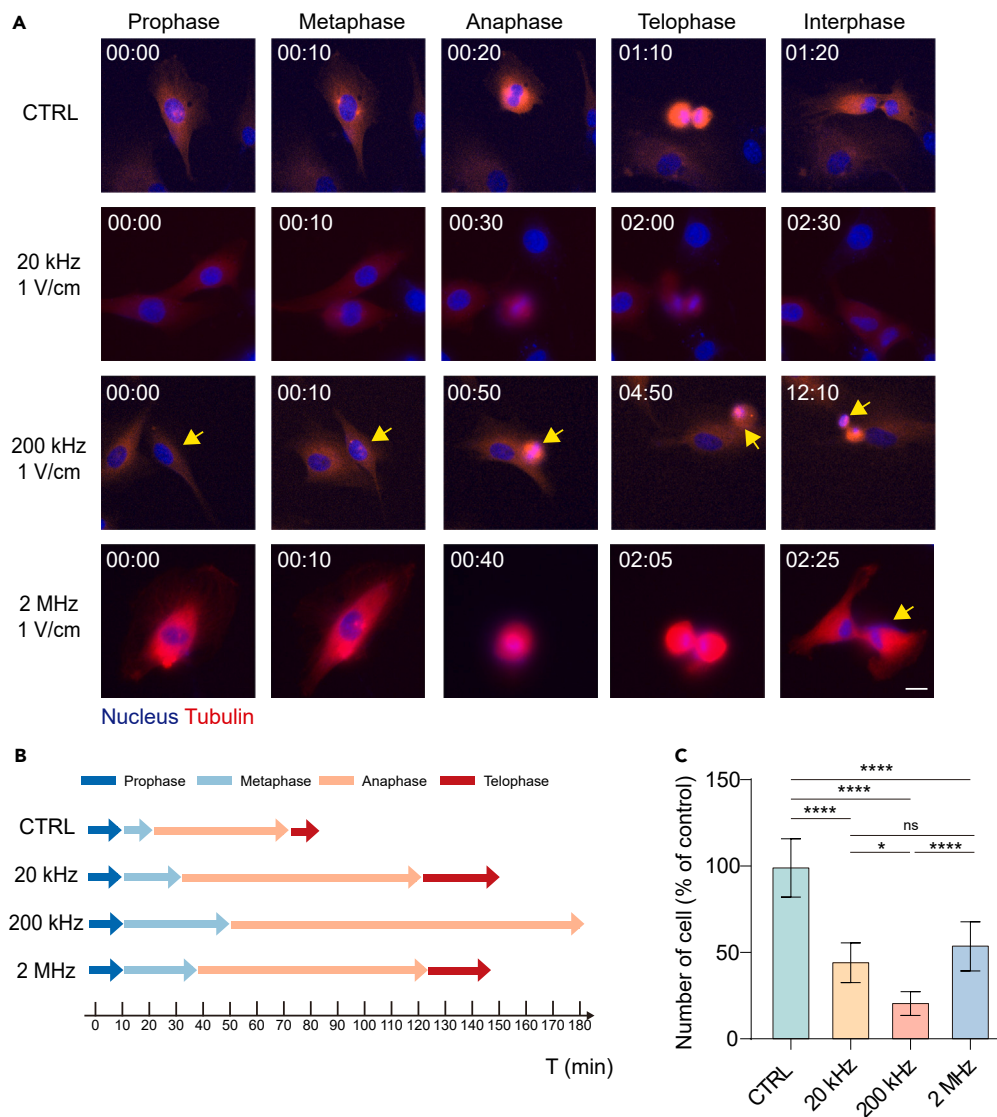 A
Prophase Metaphase Anaphase Telophase Interphase
CTRL
00:00 00:10 00:20 01:10 01:20
20 kHz
1 V/cm
00:00 00:10 00:30 02:00 02:30
200 kHz
1 V/cm
00:00 00:10 00:50 04:50 12:10
2 MHz
1 V/cm
00:00 00:10 00:40 02:05 02:25
Nucleus Tubulin
B
Prophase Metaphase Anaphase Telophase
CTRL
20 kHz
200 kHz
2 MHz
0 10 20 30 40 50 60 70 80 90 100 110 120 130 140 150 160 170 180
T (min)
C
Number of cell (% of control)
150
100
50
0
****
****
****
ns
* ****
CTRL 20 kHz 200 kHz 2 MHz